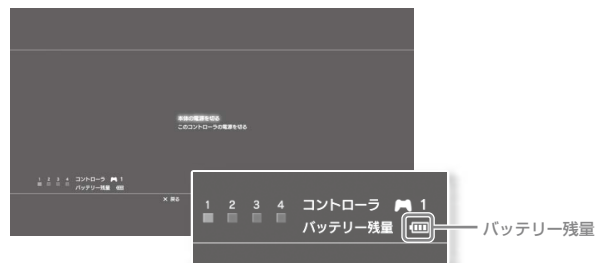 本体の電源を切る
このコントローラの電源を切る
1 2 3 4 コントローラ 1
バッテリー残量
× 戻る
1 2 3 4 コントローラ 1
バッテリー残量
バッテリー残量